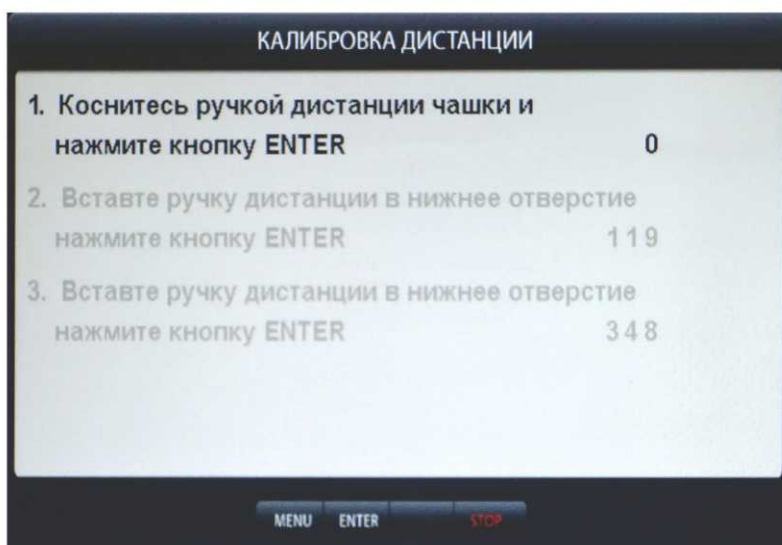 КАЛИБРОВКА ДИСТАНЦИИ
1. Коснитесь ручкой дистанции чашки и
нажмите кнопку ENTER 0
2. Вставте ручку дистанции в нижнее отверстие
нажмите кнопку ENTER 119
3. Вставте ручку дистанции в нижнее отверстие
нажмите кнопку ENTER 348
MENU ENTER STOP